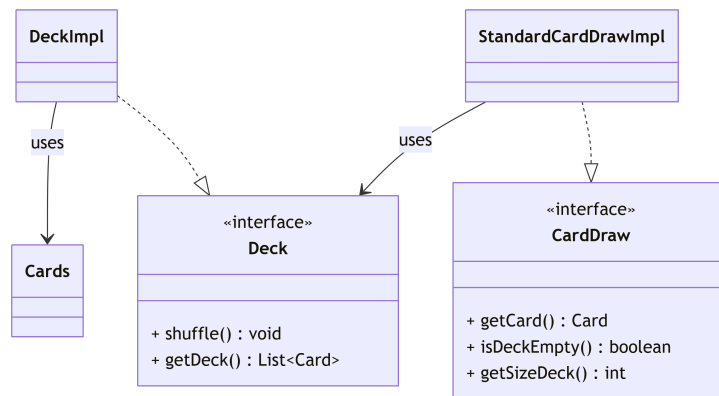 DeckImpl
StandardCardDrawImpl
uses
uses
«interface»
Deck
+ shuffle() : void
+ getDeck() : List<Card>
«interface»
CardDraw
+ getCard() : Card
+ isDeckEmpty() : boolean
+ getSizeDeck() : int
Cards